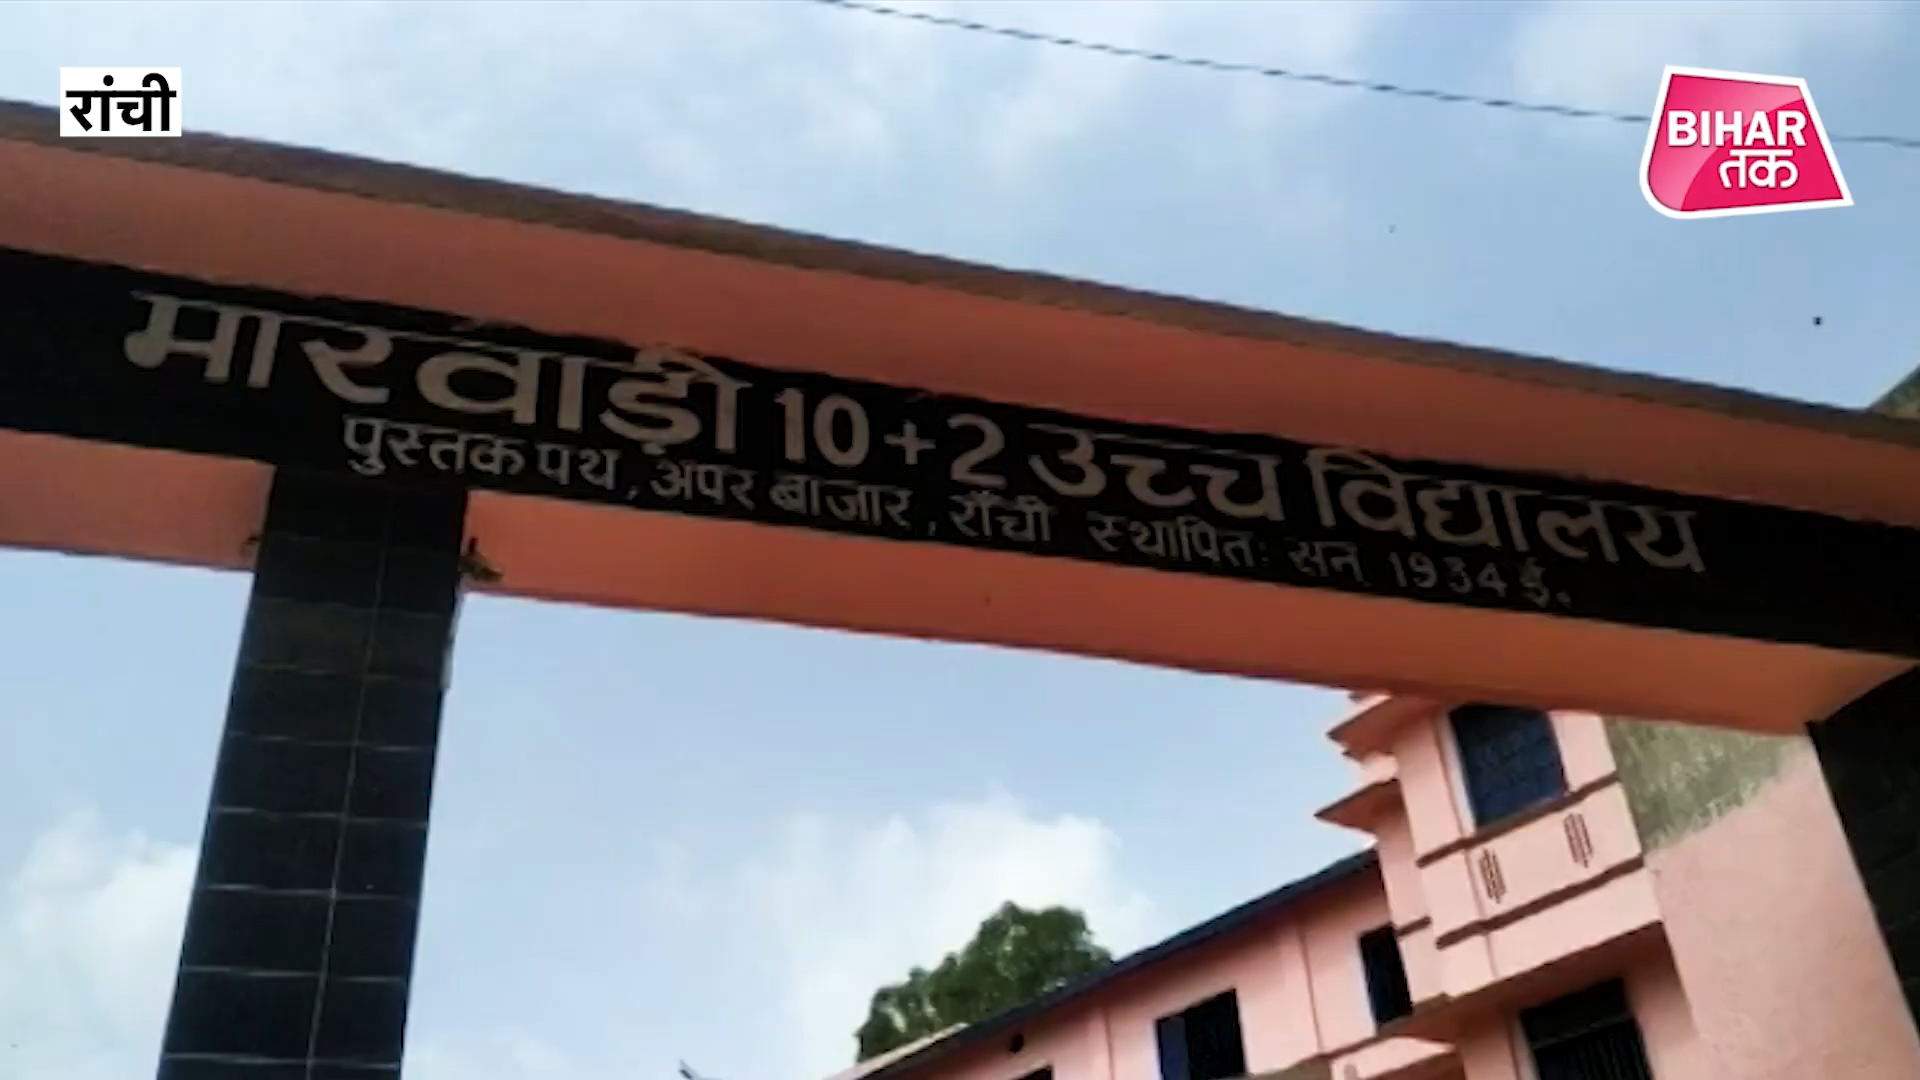 रांची
BIHAR
तक
मारवाड़ी 10+2 उच्च विद्यालय
पुस्तक पथ, अपर बाजार, राँची स्थापित: सन् 1934 ई.